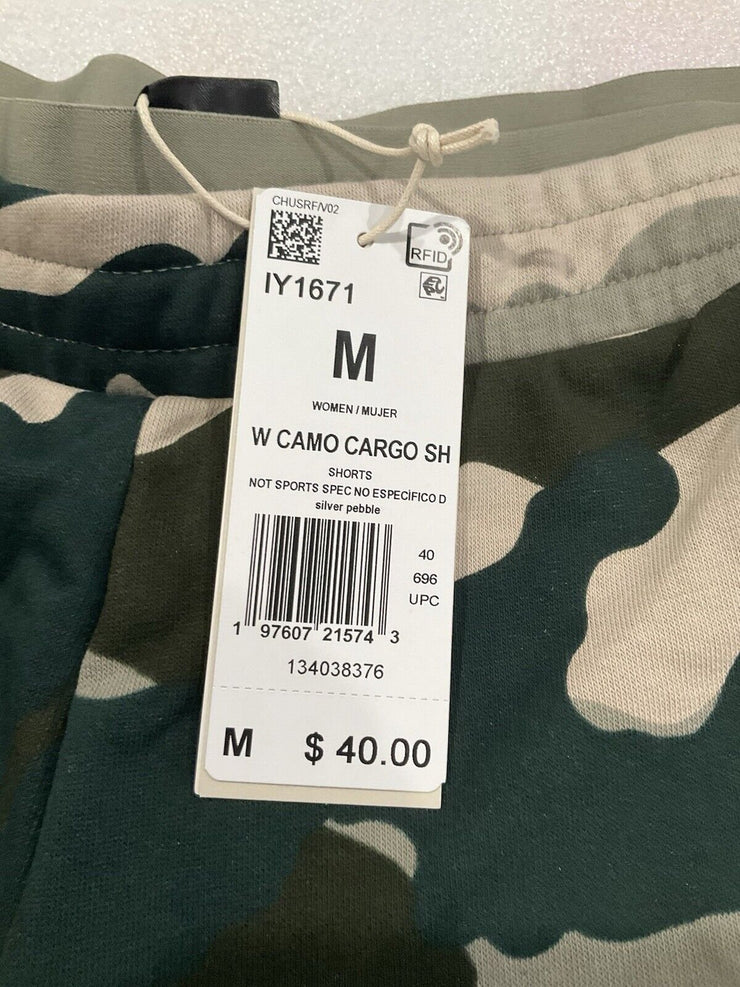 CHUSRF/V02
RFID
IY1671
M
WOMEN / MUJER
W CAMO CARGO SH
SHORTS
NOT SPORTS SPEC NO ESPECÍFICO D
silver pebble
40
696
UPC
1 97607 21574 3
134038376
M $ 40.00